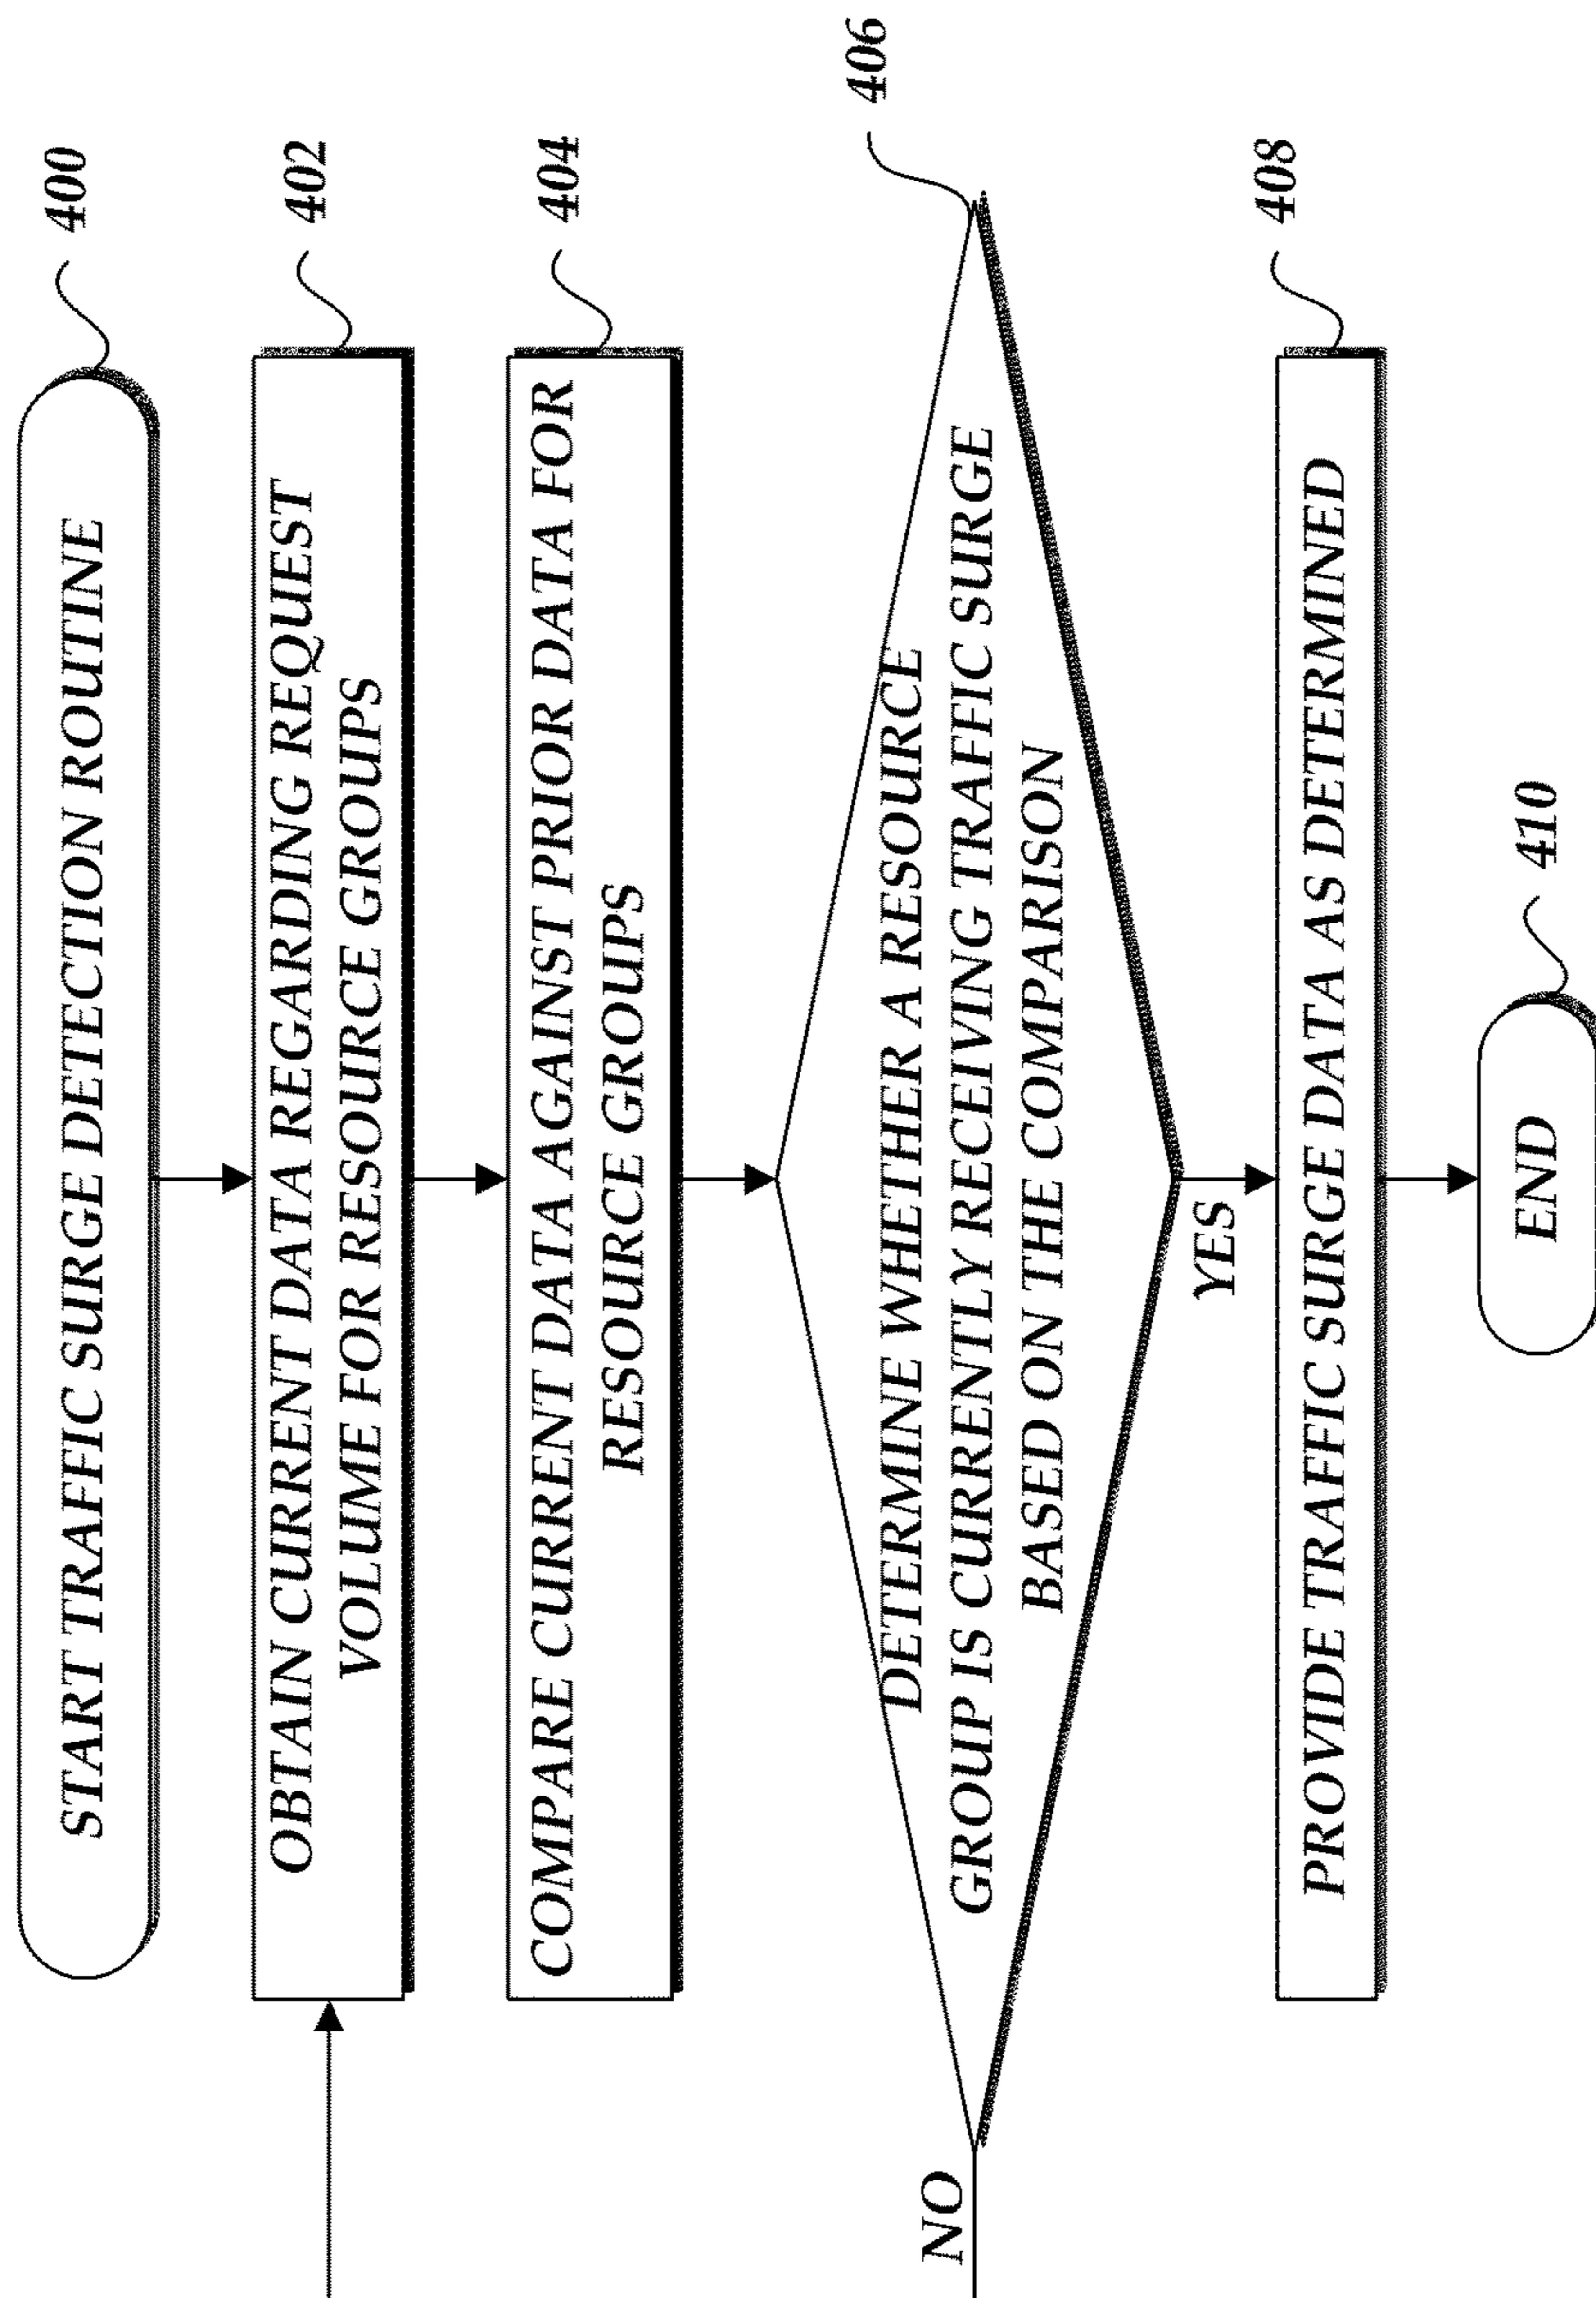 START TRAFFIC SURGE DETECTION ROUTINE
400
OBTAIN CURRENT DATA REGARDING REQUEST
VOLUME FOR RESOURCE GROUPS
402
COMPARE CURRENT DATA AGAINST PRIOR DATA FOR
RESOURCE GROUPS
404
DETERMINE WHETHER A RESOURCE
GROUP IS CURRENTLY RECEIVING TRAFFIC SURGE
BASED ON THE COMPARISON
406
NO
YES
PROVIDE TRAFFIC SURGE DATA AS DETERMINED
408
END
410